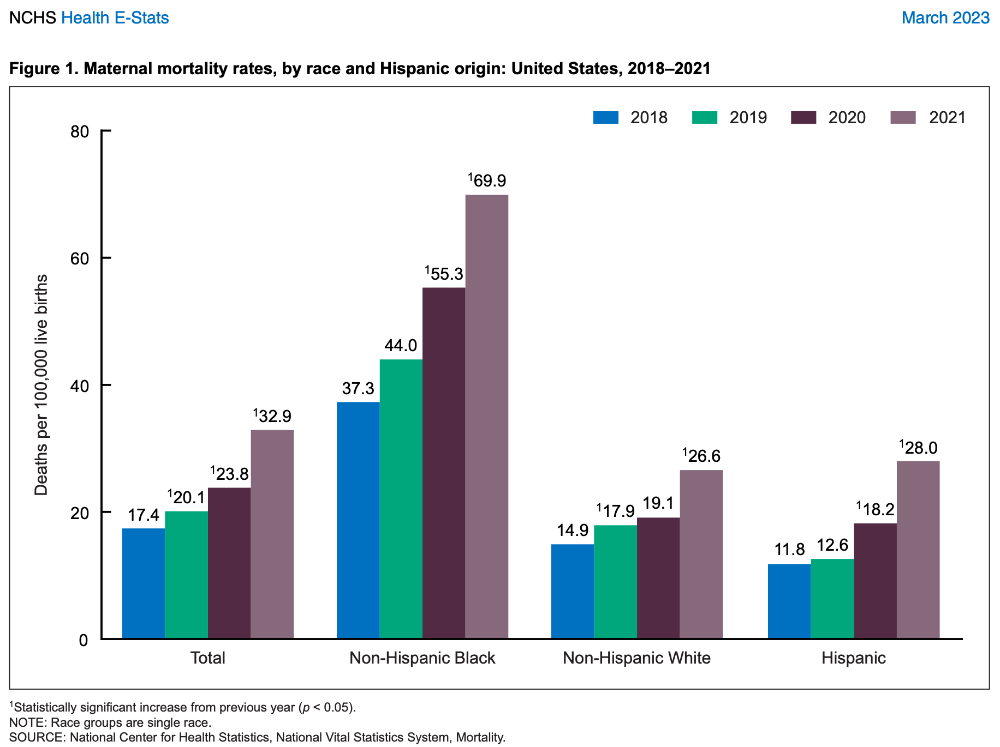 NCHS Health E-Stats
March 2023
Figure 1. Maternal mortality rates, by race and Hispanic origin: United States, 2018–2021
2018 2019 2020 2021
80
60
40
20
0
Deaths per 100,000 live births
17.4
¹20.1
¹23.8
¹32.9
37.3
44.0
¹55.3
¹69.9
14.9
¹17.9
19.1
¹26.6
11.8
12.6
¹18.2
¹28.0
Total
Non-Hispanic Black
Non-Hispanic White
Hispanic
¹Statistically significant increase from previous year (p < 0.05).
NOTE: Race groups are single race.
SOURCE: National Center for Health Statistics, National Vital Statistics System, Mortality.